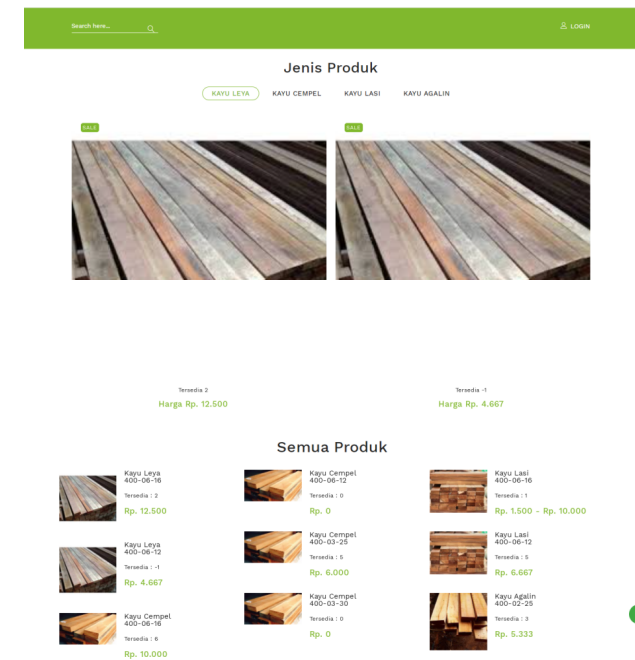 Search here...
LOGIN
Jenis Produk
KAYU LEYA
KAYU CEMPEL
KAYU LASI
KAYU AGALIN
SALE
SALE
Tersedia 2
Harga Rp. 12.500
Tersedia -1
Harga Rp. 4.667
Semua Produk
Kayu Leya
400-06-16
Tersedia : 2
Rp. 12.500
Kayu Leya
400-06-12
Tersedia : -1
Rp. 4.667
Kayu Cempel
400-06-16
Tersedia : 6
Rp. 10.000
Kayu Cempel
400-06-12
Tersedia : 0
Rp. 0
Kayu Cempel
400-03-25
Tersedia : 5
Rp. 6.000
Kayu Cempel
400-03-30
Tersedia : 0
Rp. 0
Kayu Lasi
400-06-16
Tersedia : 1
Rp. 1.500 - Rp. 10.000
Kayu Lasi
400-06-12
Tersedia : 5
Rp. 6.667
Kayu Agalin
400-02-25
Tersedia : 3
Rp. 5.333